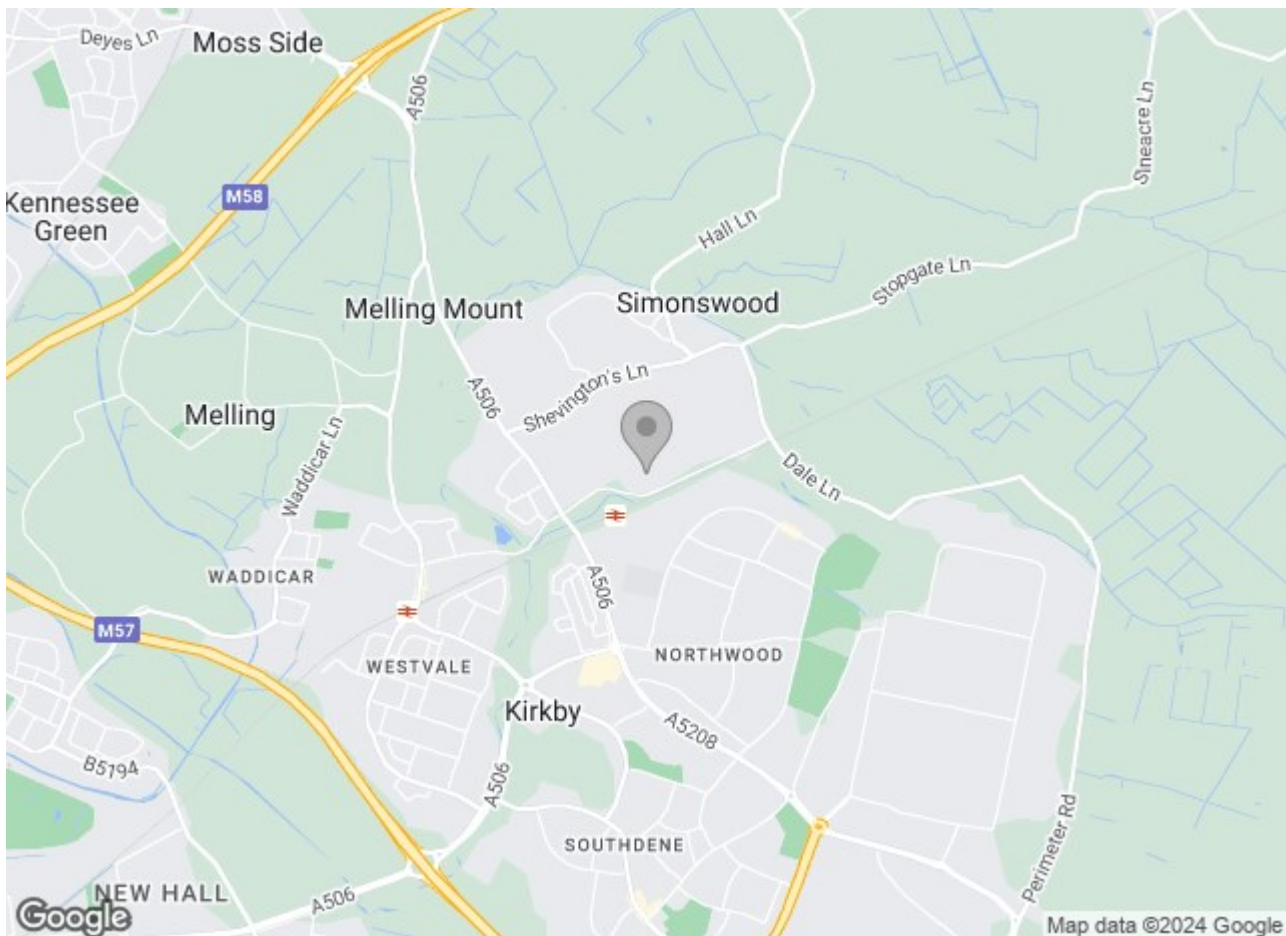 Deyes Ln
Moss Side
A506
Sineacre Ln
M58
Kennessee
Green
Hall Ln
Stopgate Ln
Melling Mount
Simonswood
Shevington's Ln
A506
Melling
Waddicar Ln
Dale Ln
WADDICAR
A506
M57
WESTVALE
NORTHWOOD
Kirkby
A5208
B5194
A506
SOUTHDENE
Perimeter Rd
NEW HALL
A506
Google
Map data ©2024 Google